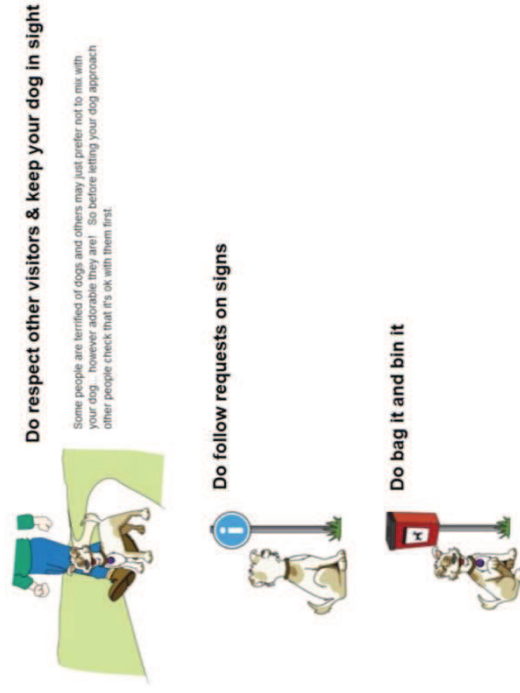 Do respect other visitors & keep your dog in sight
Some people are terrified of dogs and others may just prefer not to mix with
your dog... however adorable they are! So before letting your dog approach
other people check that it's ok with them first.
Do follow requests on signs
i
Do bag it and bin it